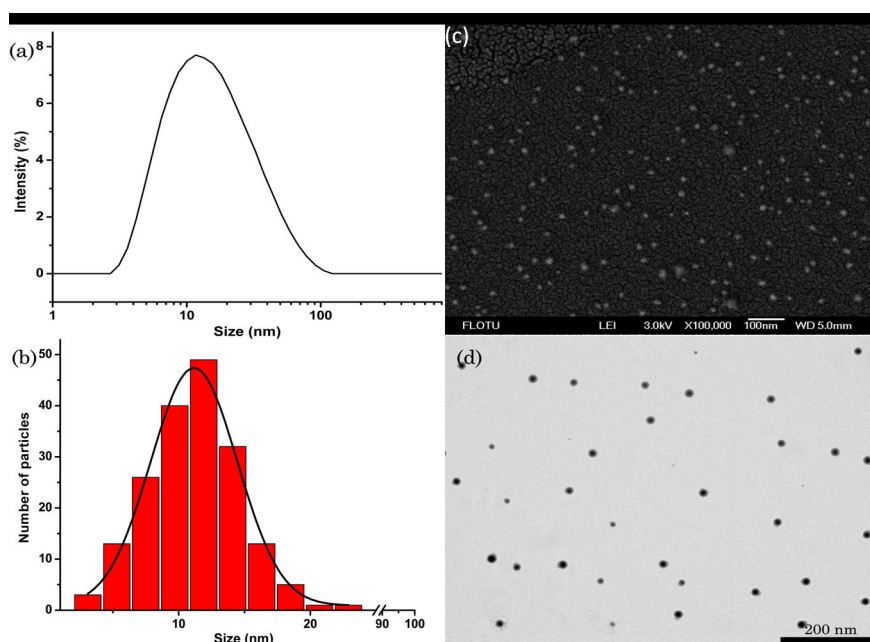 (a)
8
6
4
2
0
Intensity (%)
1 10 100
Size (nm)
(b)
50
40
30
20
10
0
Number of particles
10 20 90 100
Size (nm)
(c)
FLOTU LEI 3.0kV X100,000 100nm WD 5.0mm
(d)
200 nm